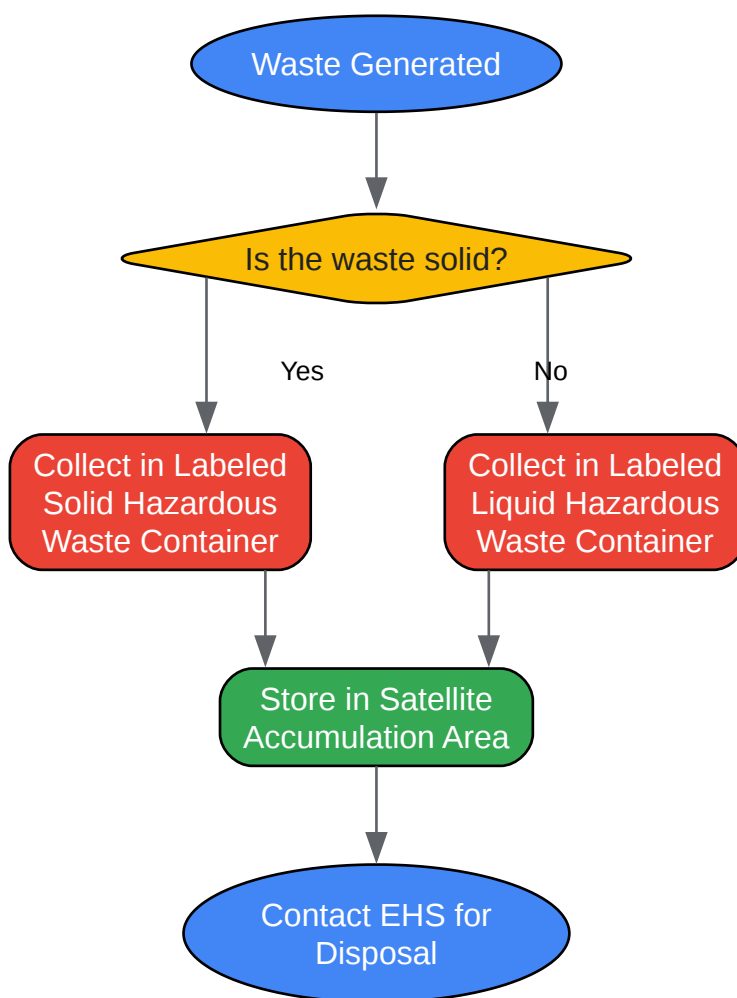 Waste Generated
Is the waste solid?
Yes
No
Collect in Labeled
Solid Hazardous
Waste Container
Collect in Labeled
Liquid Hazardous
Waste Container
Store in Satellite
Accumulation Area
Contact EHS for
Disposal